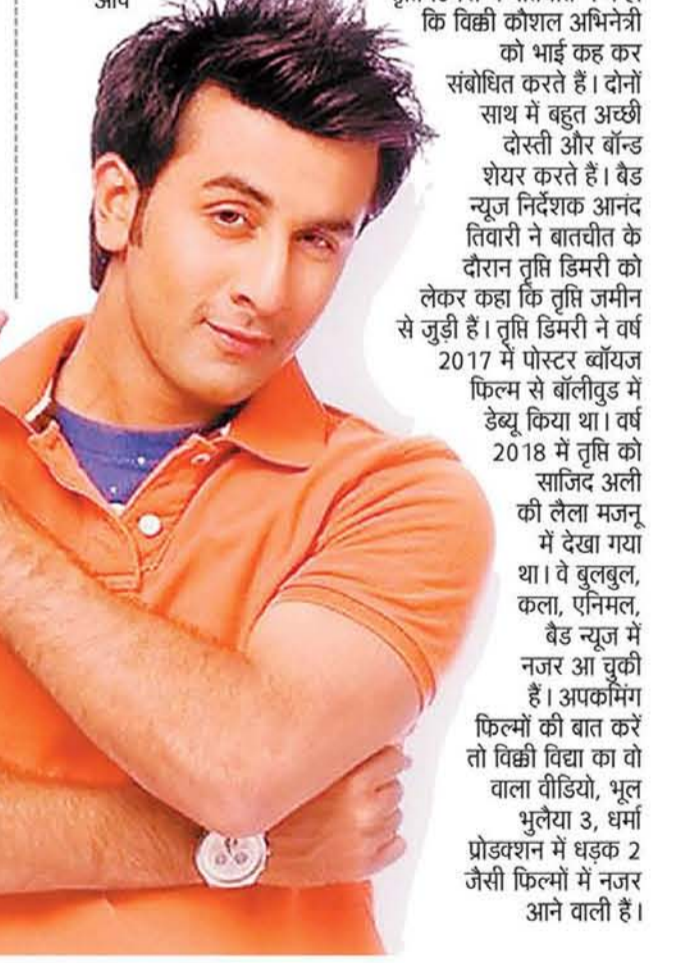 आप
कि विक्की कौशल अभिनेत्री
को भाई कह कर
संबोधित करते हैं। दोनों
साथ में बहुत अच्छी
दोस्ती और बॉन्ड
शेयर करते हैं। बैड
न्यूज निर्देशक आनंद
तिवारी ने बातचीत के
दौरान तृप्ति डिमरी को
लेकर कहा कि तृप्ति जमीन
से जुड़ी हैं। तृप्ति डिमरी ने वर्ष
2017 में पोस्टर ब्वॉयज
फिल्म से बॉलीवुड में
डेब्यू किया था। वर्ष
2018 में तृप्ति को
साजिद अली
की लैला मजनू
में देखा गया
था। वे बुलबुल,
कला, एनिमल,
बैड न्यूज में
नजर आ चुकी
हैं। अपकमिंग
फिल्मों की बात करें
तो विक्की विद्या का वो
वाला वीडियो, भूल
भुलैया 3, धर्मा
प्रोडक्शन में धड़क 2
जैसी फिल्मों में नजर
आने वाली हैं।